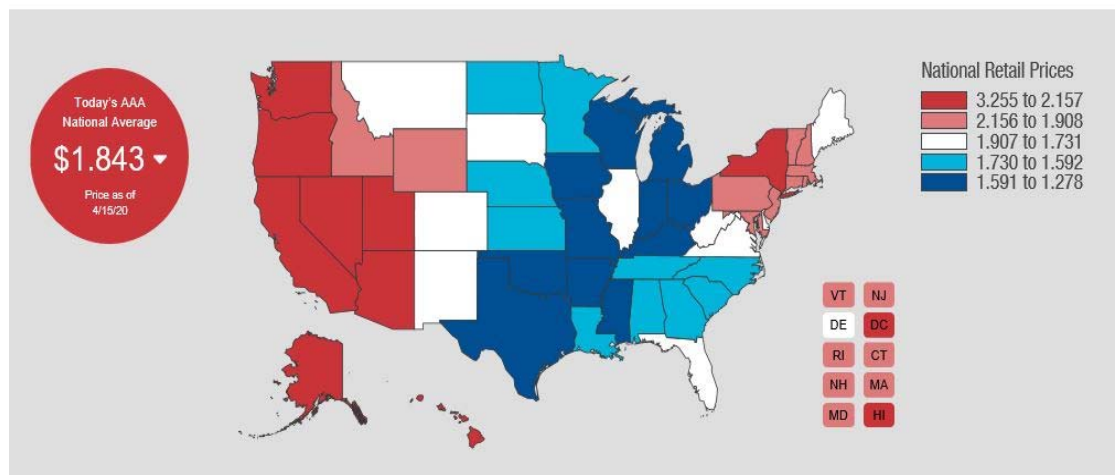 Today's AAA
National Average
$1.843
Price as of
4/15/20
National Retail Prices
3.255 to 2.157
2.156 to 1.908
1.907 to 1.731
1.730 to 1.592
1.591 to 1.278
VT NJ
DE DC
RI CT
NH MA
MD HI